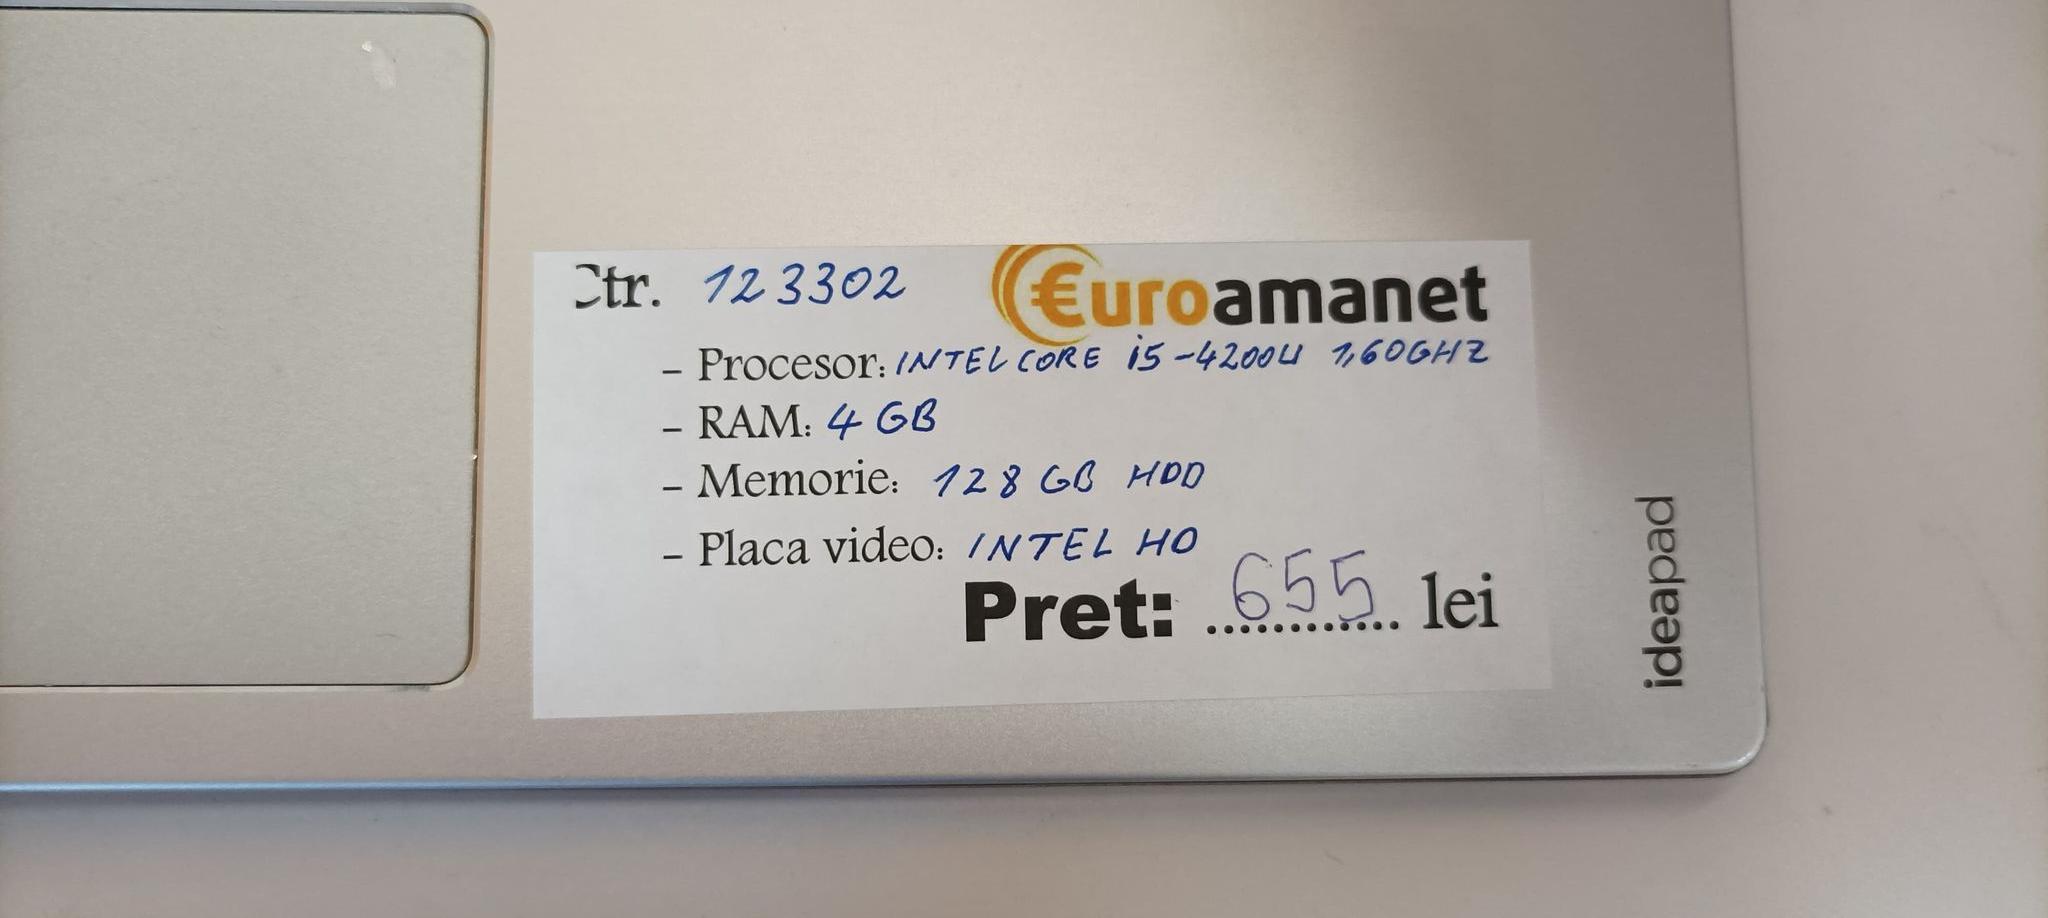 Ctr. 123302 €uroamanet
- Procesor: INTEL CORE i5-4200U 1,60GHZ
- RAM: 4 GB
- Memorie: 128 GB HDD
- Placa video: INTEL HD
Pret: 655 lei
ideapad